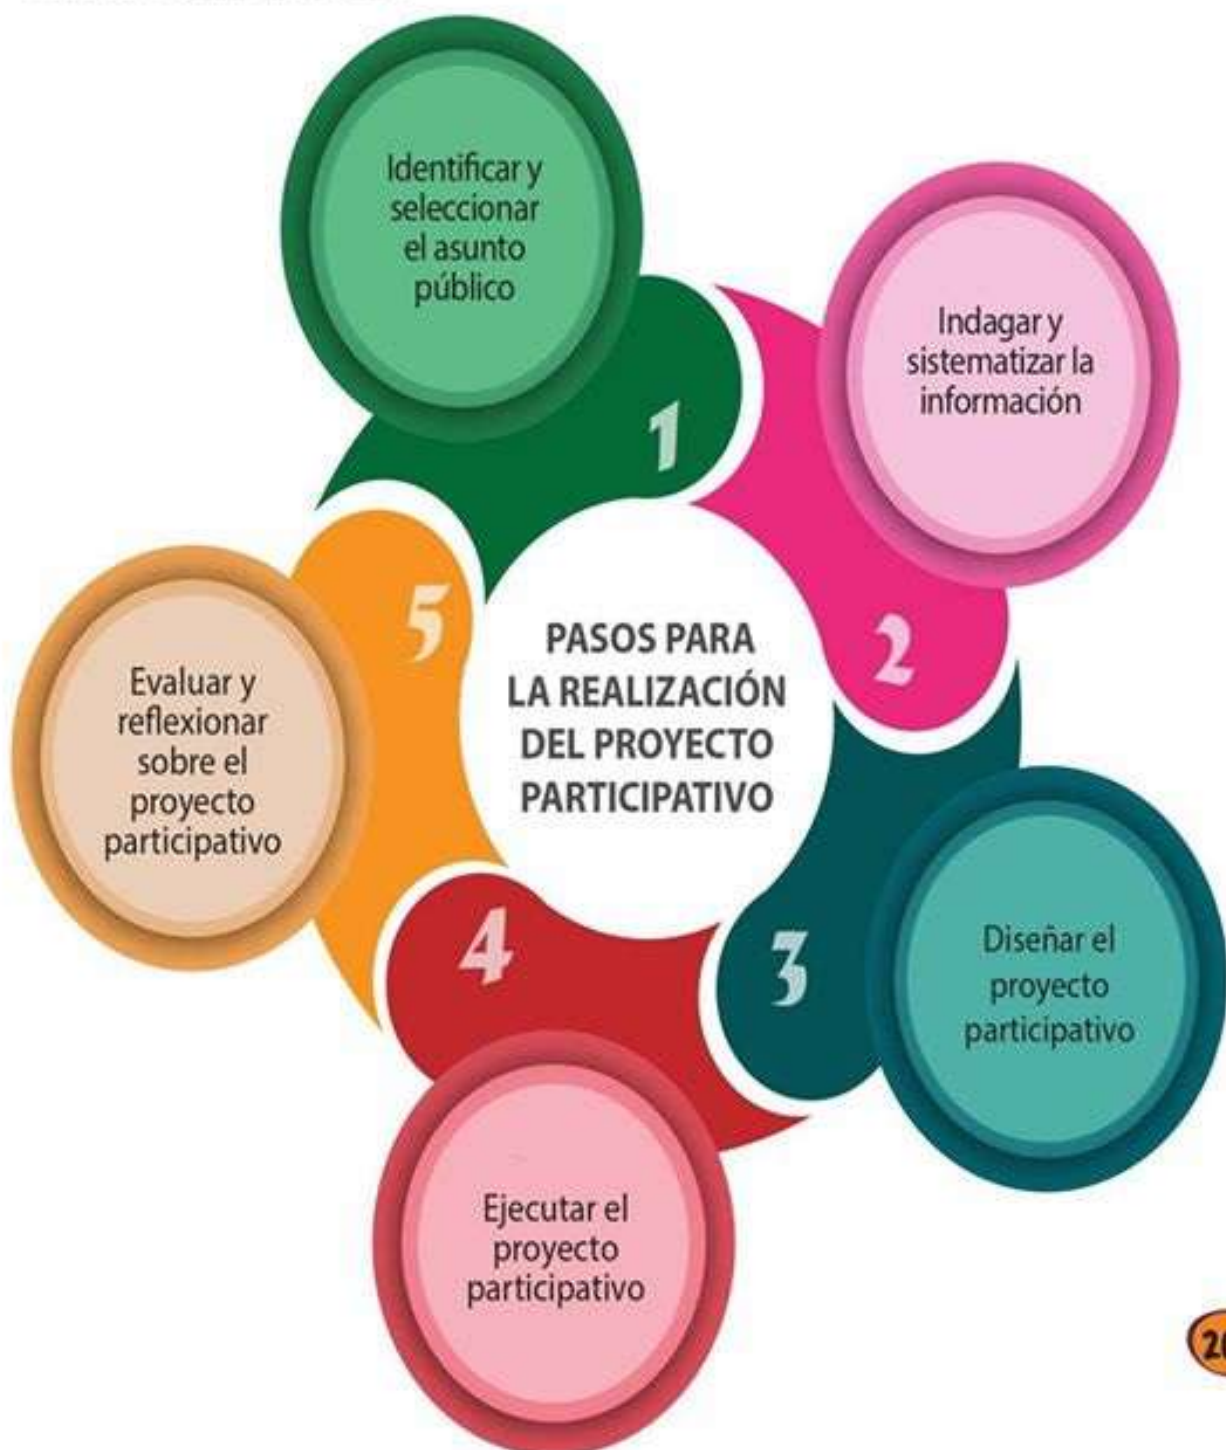 Identificar y
seleccionar
el asunto
público
1
Indagar y
sistematizar la
información
2
PASOS PARA
LA REALIZACIÓN
DEL PROYECTO
PARTICIPATIVO
3
Diseñar el
proyecto
participativo
4
Ejecutar el
proyecto
participativo
5
Evaluar y
reflexionar
sobre el
proyecto
participativo